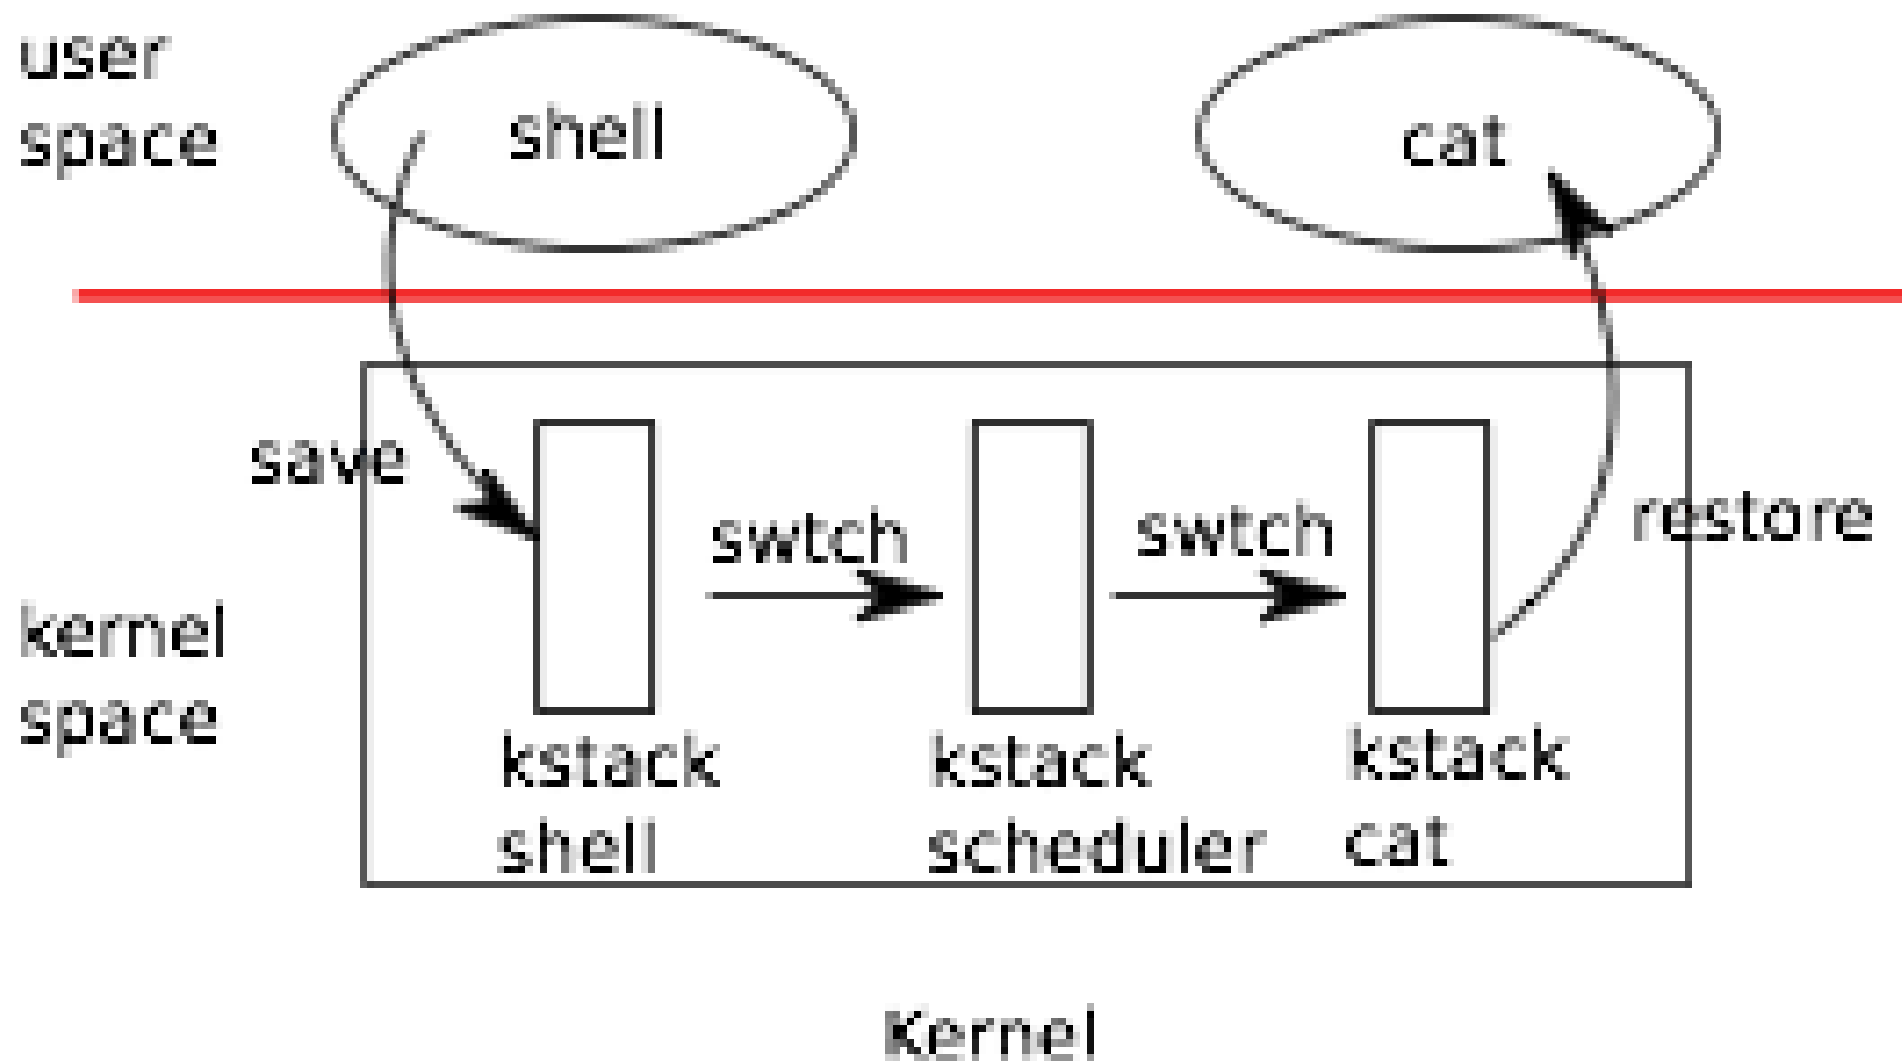 user
space
shell
cat
save
swtch
swtch
restore
kernel
space
kstack
shell
kstack
scheduler
kstack
cat
Kernel